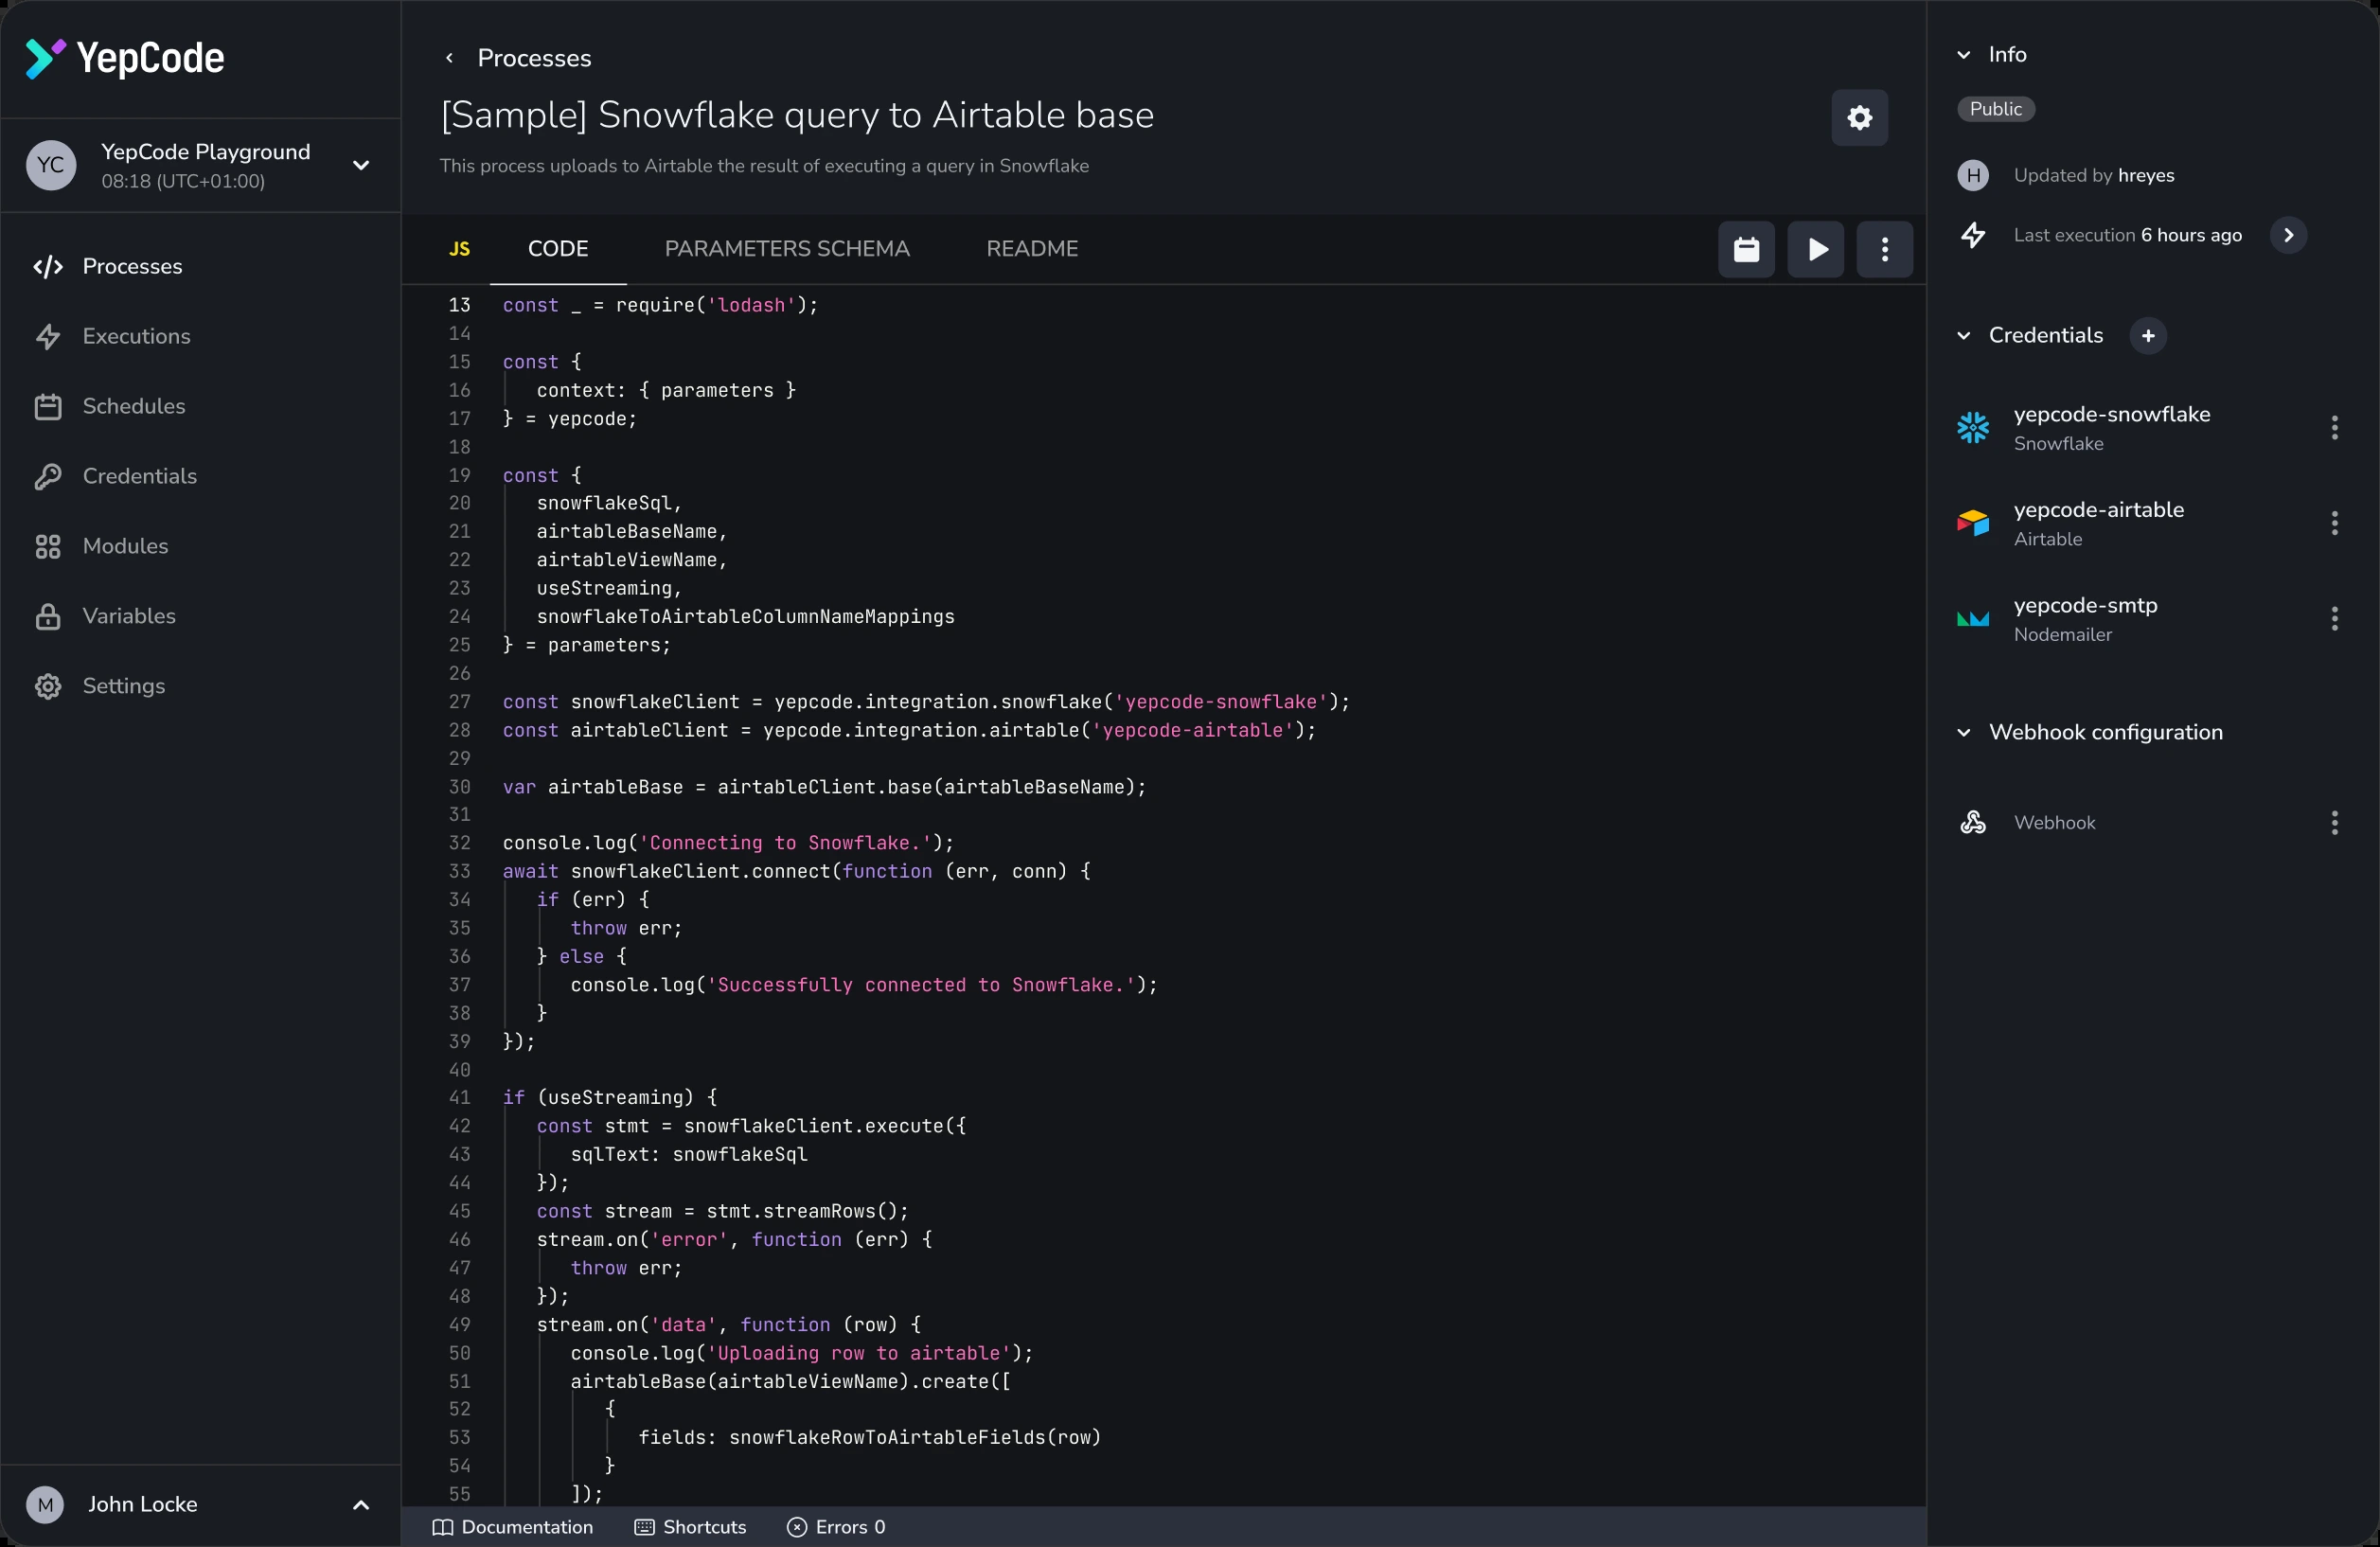 YepCode
YC
YepCode Playground
08:18 (UTC+01:00)
Processes
Executions
Schedules
Credentials
Modules
Variables
Settings
M
John Locke
Processes
[Sample] Snowflake query to Airtable base
This process uploads to Airtable the result of executing a query in Snowflake
JS CODE PARAMETERS SCHEMA README
13 const _ = require('lodash');
14
15 const {
16 context: { parameters }
17 } = yepcode;
18
19 const {
20 snowflakeSql,
21 airtableBaseName,
22 airtableViewName,
23 useStreaming,
24 snowflakeToAirtableColumnNameMappings
25 } = parameters;
26
27 const snowflakeClient = yepcode.integration.snowflake('yepcode-snowflake');
28 const airtableClient = yepcode.integration.airtable('yepcode-airtable');
29
30 var airtableBase = airtableClient.base(airtableBaseName);
31
32 console.log('Connecting to Snowflake.');
33 await snowflakeClient.connect(function (err, conn) {
34 if (err) {
35 throw err;
36 } else {
37 console.log('Successfully connected to Snowflake.');
38 }
39 });
40
41 if (useStreaming) {
42 const stmt = snowflakeClient.execute({
43 sqlText: snowflakeSql
44 });
45 const stream = stmt.streamRows();
46 stream.on('error', function (err) {
47 throw err;
48 });
49 stream.on('data', function (row) {
50 console.log('Uploading row to airtable');
51 airtableBase(airtableViewName).create([
52 {
53 fields: snowflakeRowToAirtableFields(row)
54 }
55 ]);
Documentation Shortcuts Errors 0
Info
Public
H Updated by hreyes
Last execution 6 hours ago
Credentials
yepcode-snowflake
Snowflake
yepcode-airtable
Airtable
yepcode-smtp
Nodemailer
Webhook configuration
Webhook